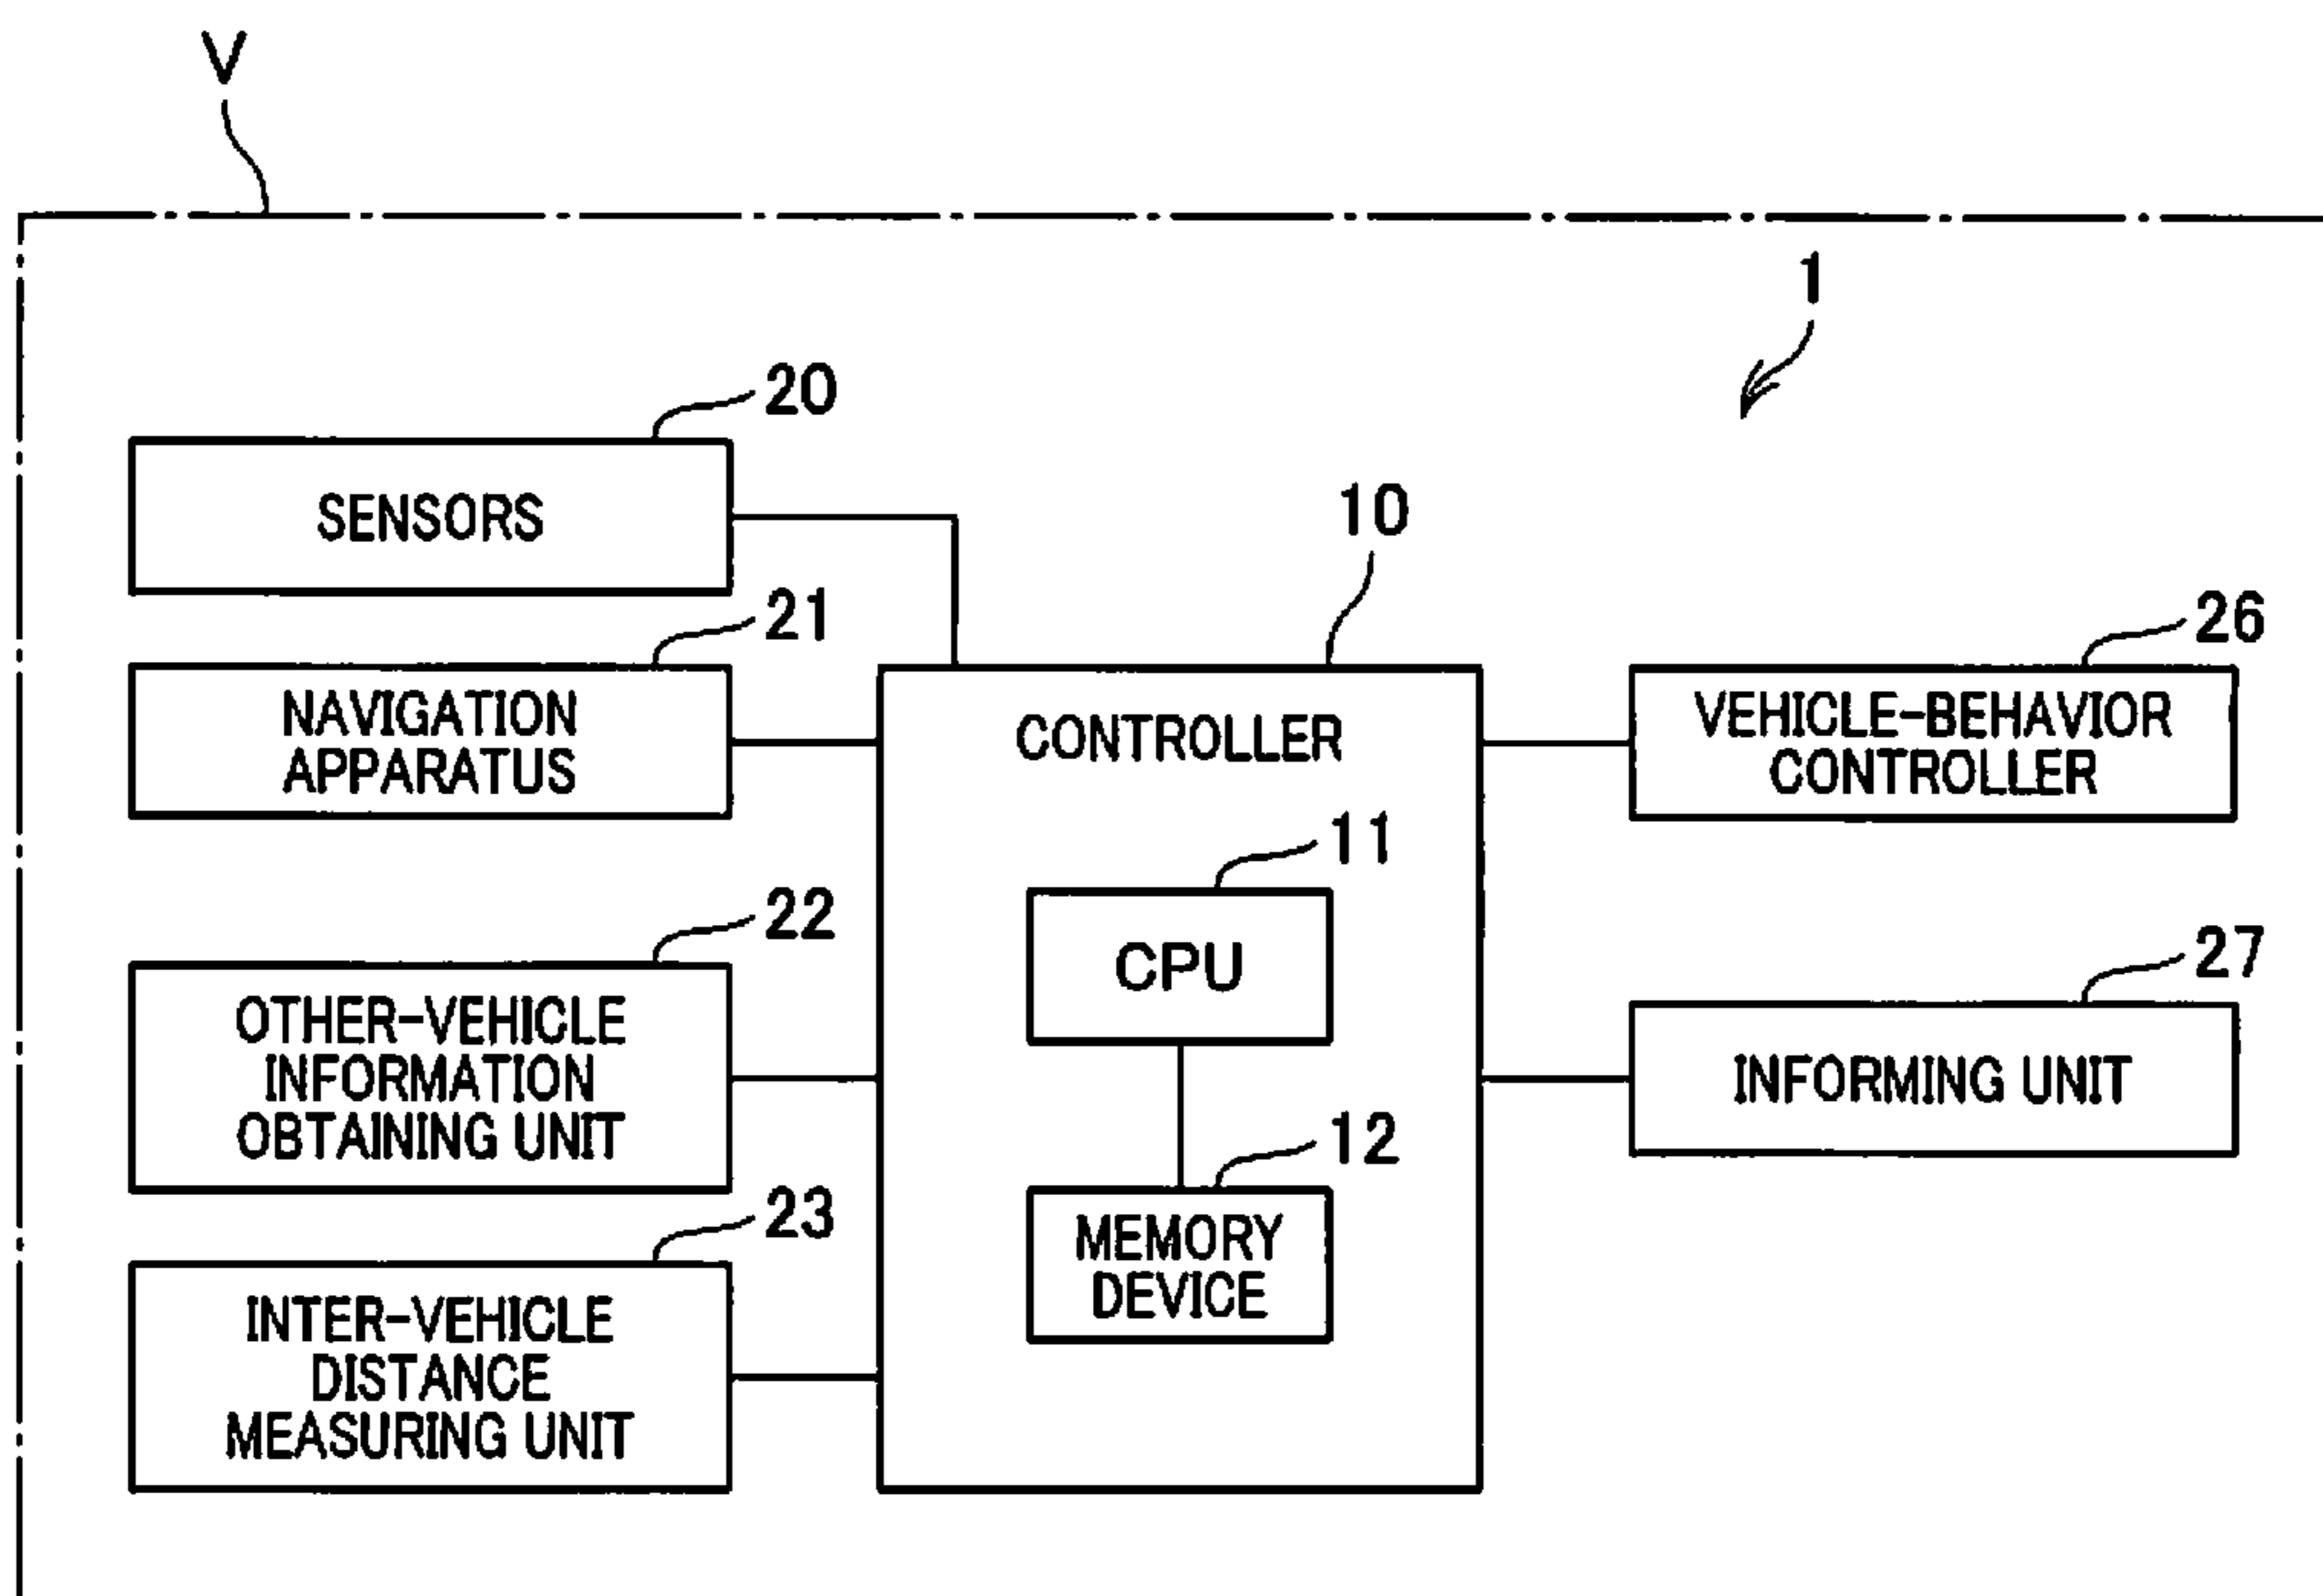 V
1
20
SENSORS
10
21
NAVIGATION
APPARATUS
CONTROLLER
26
VEHICLE-BEHAVIOR
CONTROLLER
11
CPU
22
OTHER-VEHICLE
INFORMATION
OBTAINING UNIT
27
INFORMING UNIT
12
MEMORY
DEVICE
23
INTER-VEHICLE
DISTANCE
MEASURING UNIT